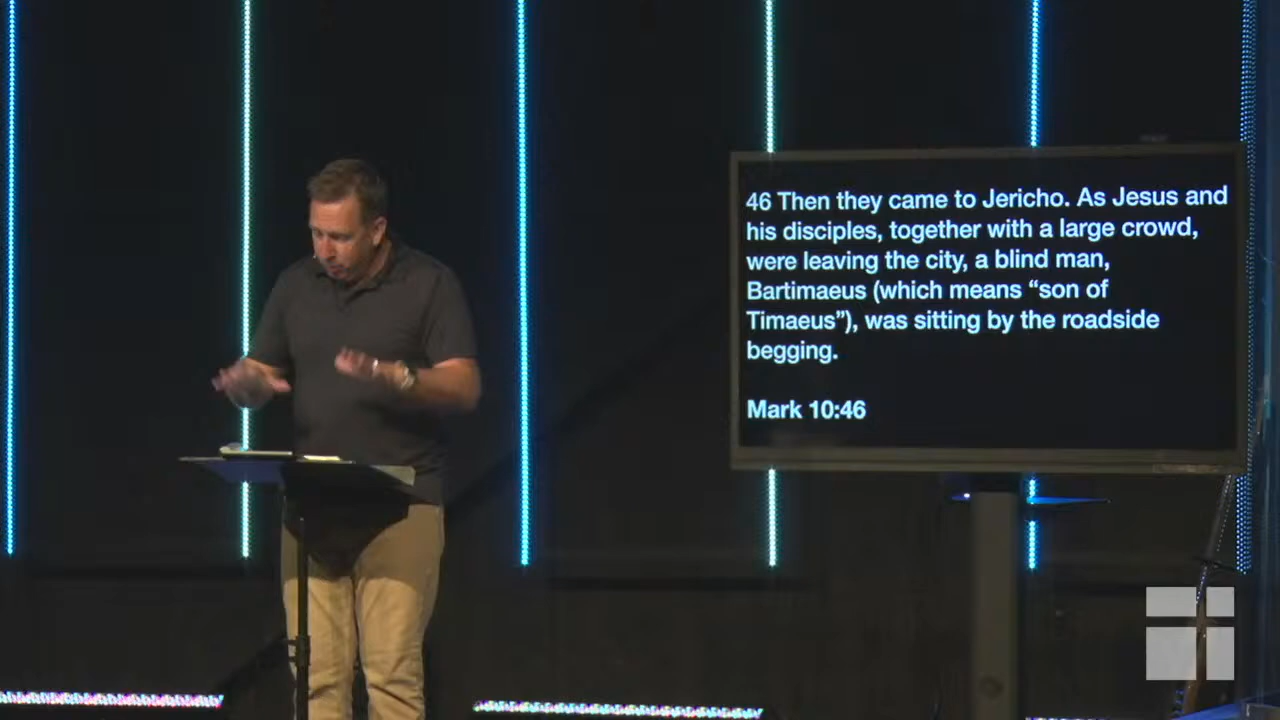 46 Then they came to Jericho. As Jesus and
his disciples, together with a large crowd,
were leaving the city, a blind man,
Bartimaeus (which means “son of
Timaeus”), was sitting by the roadside
begging.
Mark 10:46